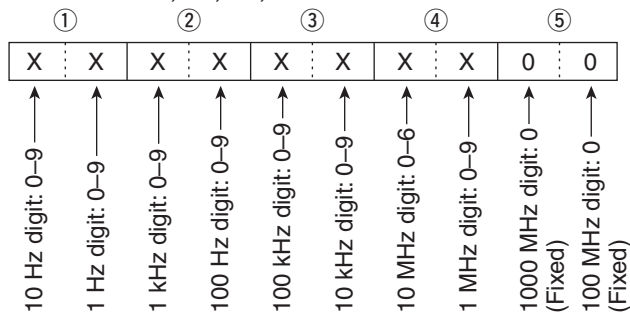 ① ② ③ ④ ⑤
X X X X X X X X 0 0
10 Hz digit: 0–9
1 Hz digit: 0–9
1 kHz digit: 0–9
100 Hz digit: 0–9
100 kHz digit: 0–9
10 kHz digit: 0–9
10 MHz digit: 0–6
1 MHz digit: 0–9
1000 MHz digit: 0
(Fixed)
100 MHz digit: 0
(Fixed)